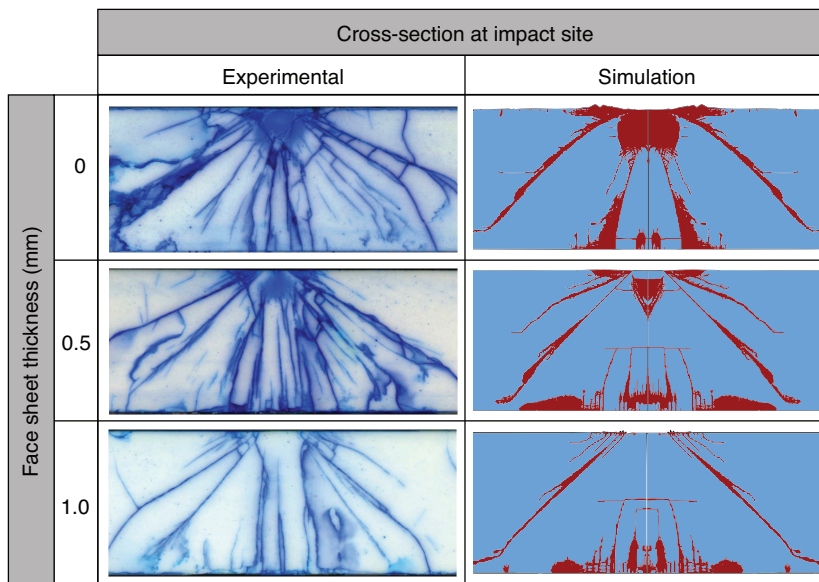 Cross-section at impact site
Experimental
Simulation
Face sheet thickness (mm)
0
0.5
1.0